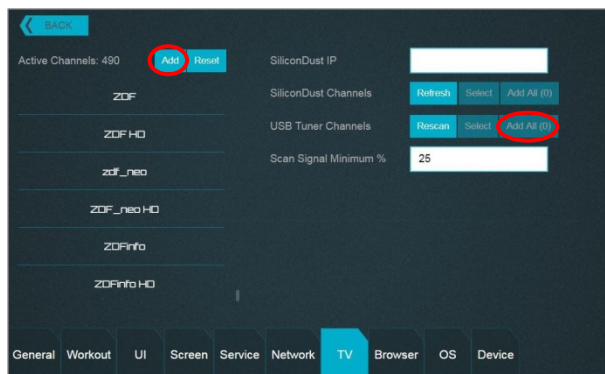 BACK
Active Channels: 490 Add Reset
ZDF
ZDF HD
zdf_neo
ZDF_neo HD
ZDFinfo
ZDFinfo HD
SiliconDust IP
SiliconDust Channels Refresh Select Add All (0)
USB Tuner Channels Rescan Select Add All (0)
Scan Signal Minimum % 25
General Workout UI Screen Service Network TV Browser OS Device